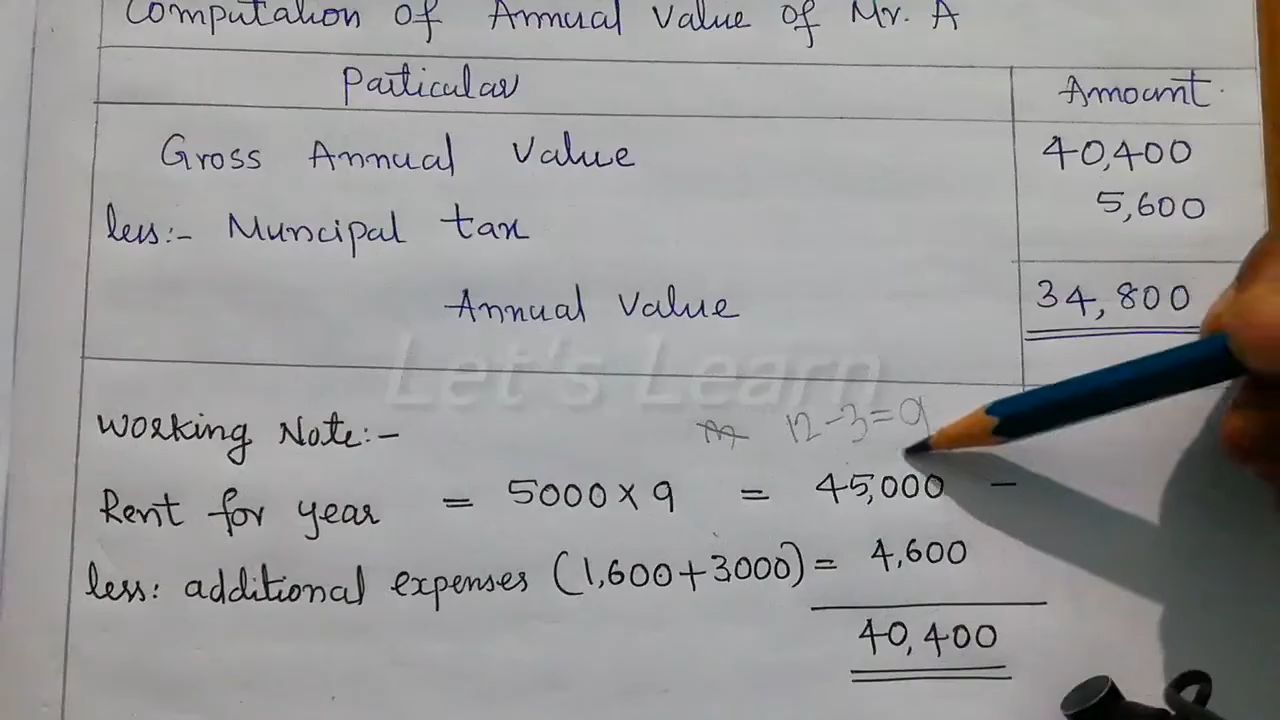 Computation of Annual Value of Mr. A
Particular Amount
Gross Annual Value 40,400
less:- Muncipal tax 5,600
Annual Value 34,800
Let's Learn
Working Note:- 12-3=9
Rent for year = 5000 × 9 = 45,000 -
less: additional expenses (1,600+3000) = 4,600
40,400